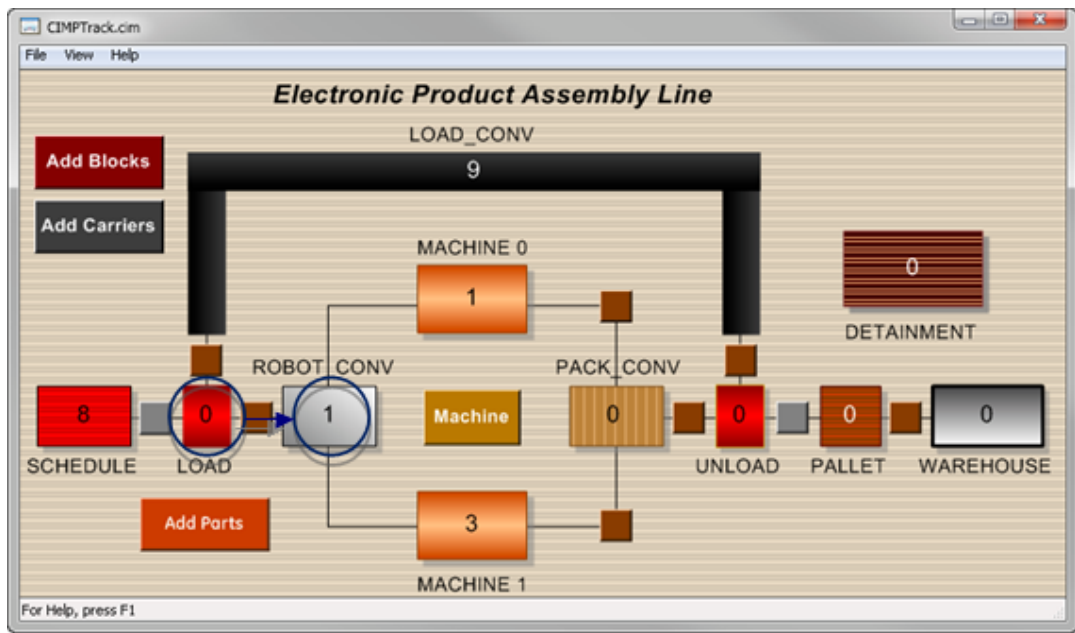 CIMPTrack.cim
File View Help
Electronic Product Assembly Line
LOAD_CONV
Add Blocks
9
Add Carriers
MACHINE 0
1
0
DETAINMENT
ROBOT_CONV
PACK_CONV
8
0
1
Machine
0
0
0
0
SCHEDULE
LOAD
UNLOAD
PALLET
WAREHOUSE
Add Parts
3
MACHINE 1
For Help, press F1